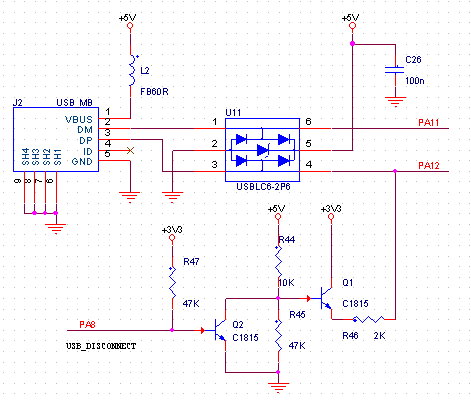 +5V
+5V
L2
FB60R
C26
100n
J2
USB_MB
U11
VBUS
DM
DP
ID
GND
1
2
3
4
5
SH4
SH3
SH2
SH1
9
8
7
6
1
2
3
6
5
4
USBLC6-2P6
PA11
PA12
+3V3
+5V
+3V3
R47
47K
R44
10K
Q1
C1815
R45
47K
R46
2K
Q2
C1815
PA8
USB_DISCONNECT